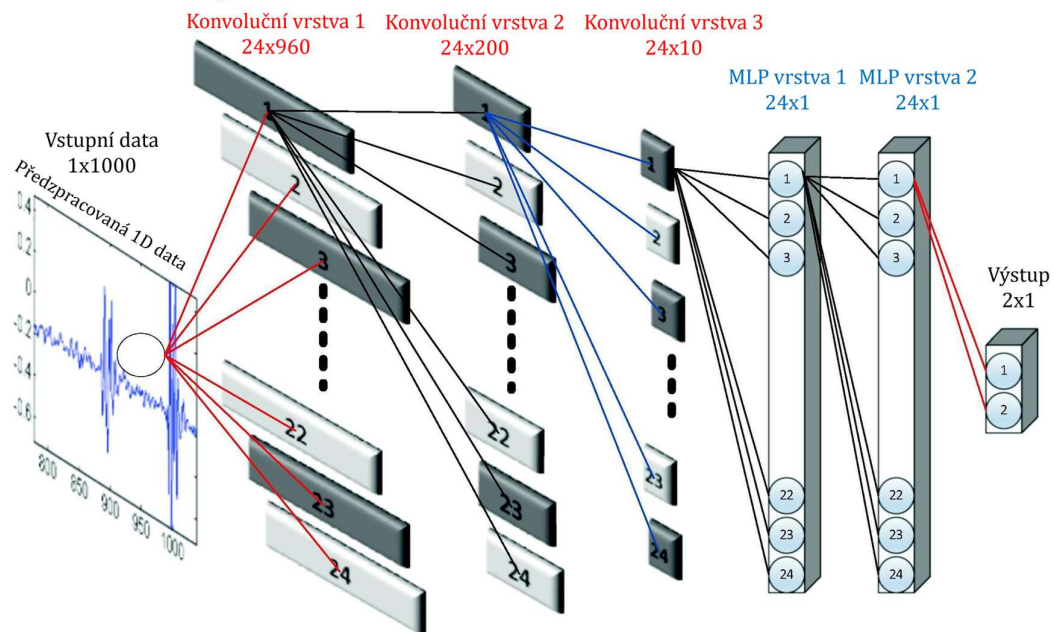 Konvoluční vrstva 1
24x960
Konvoluční vrstva 2
24x200
Konvoluční vrstva 3
24x10
MLP vrstva 1
24x1
MLP vrstva 2
24x1
Vstupní data
1x1000
Předzpracovaná 1D data
Výstup
2x1
0.4
0.2
0
-0.2
-0.4
-0.6
800
850
900
950
1000
1
2
3
22
23
24
1
2
3
22
23
24
1
2
3
23
24
1
2
3
22
23
24
1
2
3
22
23
24
1
2